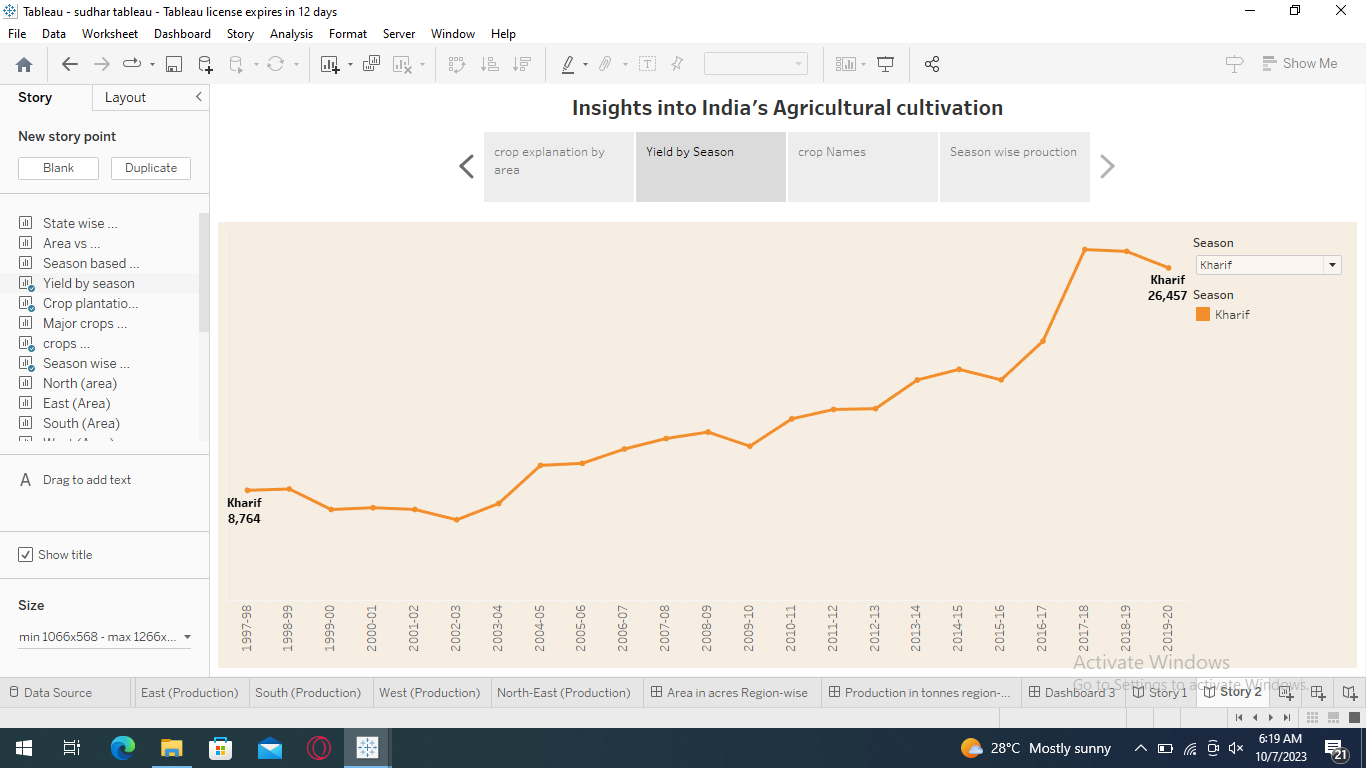 Tableau - sudhar tableau - Tableau license expires in 12 days
File Data Worksheet Dashboard Story Analysis Format Server Window Help
Show Me
Story Layout
New story point
Blank Duplicate
State wise ...
Area vs ...
Season based ...
Yield by season
Crop plantatio...
Major crops ...
crops ...
Season wise ...
North (area)
East (Area)
South (Area)
A Drag to add text
Show title
Size
min 1066x568 - max 1266x...
Insights into India's Agricultural cultivation
crop explanation by
area
Yield by Season
crop Names
Season wise prouction
Season
Kharif
Season
Kharif
Kharif
26,457
Kharif
8,764
1997-98
1998-99
1999-00
2000-01
2001-02
2002-03
2003-04
2004-05
2005-06
2006-07
2007-08
2008-09
2009-10
2010-11
2011-12
2012-13
2013-14
2014-15
2015-16
2016-17
2017-18
2018-19
2019-20
Activate Windows
Go to Settings to activate Windows.
Data Source East (Production) South (Production) West (Production) North-East (Production) Area in acres Region-wise Production in tonnes region-... Dashboard 3 Story 1 Story 2
28°C Mostly sunny
6:19 AM
10/7/2023
21